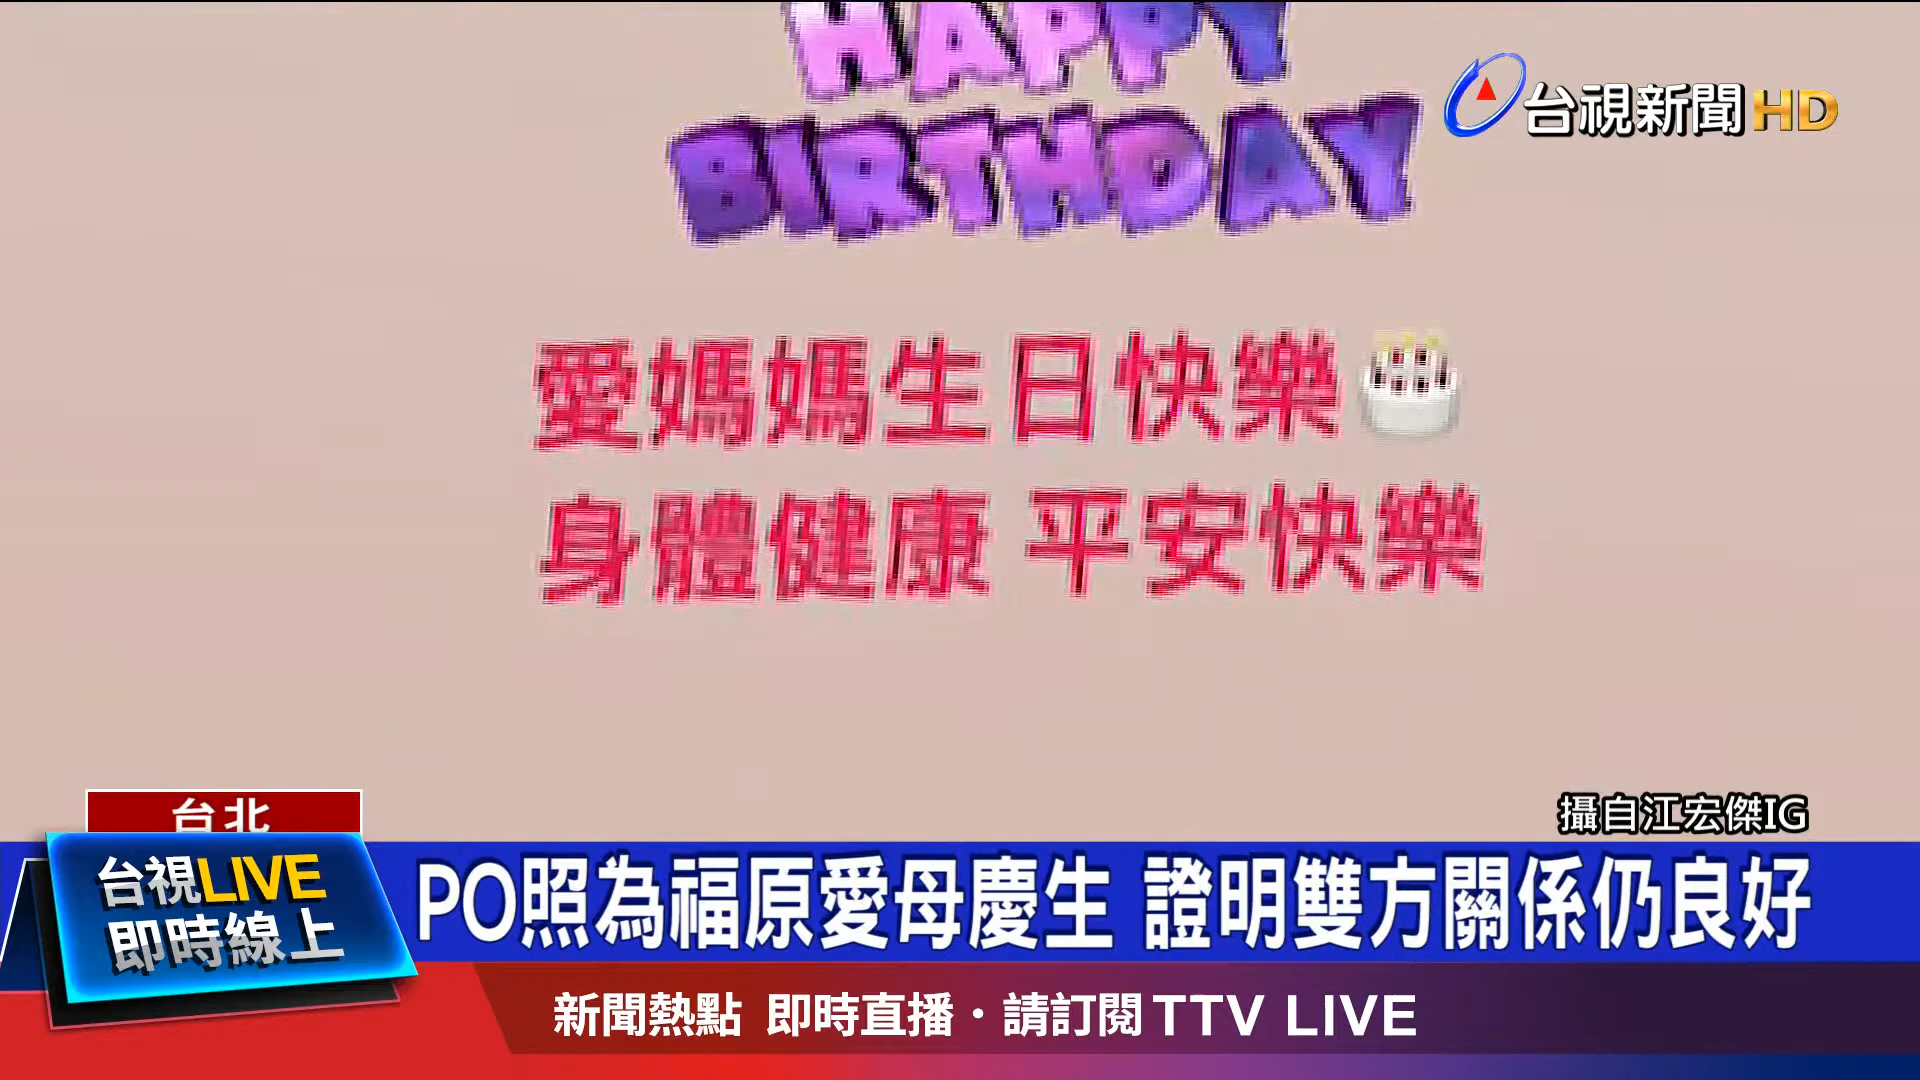 HAPPY
BIRTHDAY
台視新聞HD
愛媽媽生日快樂🎂
身體健康 平安快樂
攝自江宏傑IG
台北
台視LIVE
即時線上
PO照為福原愛母慶生 證明雙方關係仍良好
新聞熱點 即時直播・請訂閱TTV LIVE